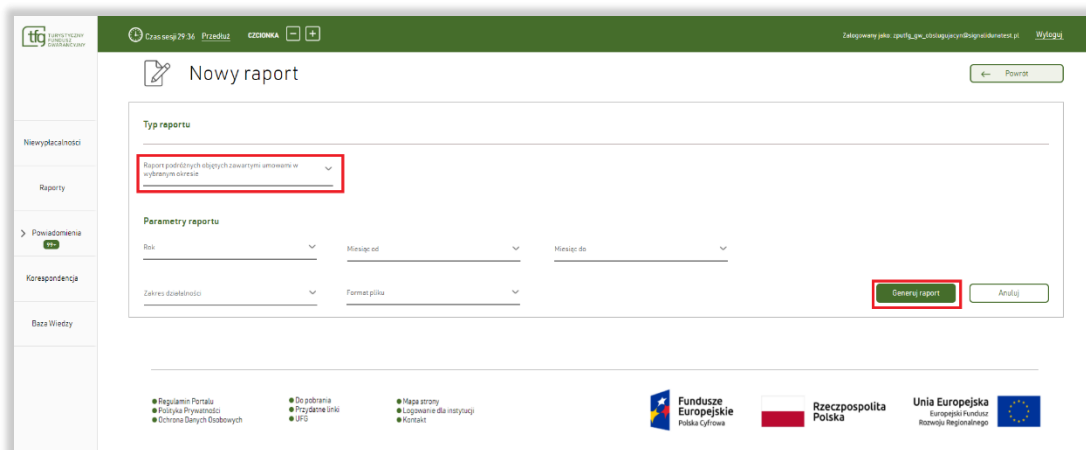 tfg TURYSTYCZNY
FUNDUSZ
GWARANCYJNY
Czas sesji 29:36 Przedłuż CZCIONKA − +
Zalogowany jako: zpotfg_gw_obslugujacyn@signalidunatest.pl Wyloguj
Nowy raport
← Powrót
Niewypłacalności
Raporty
Powiadomienia
99+
Korespondencja
Baza Wiedzy
Typ raportu
Raport podróżnych objętych zawartymi umowami w
wybranym okresie
Parametry raportu
Rok
Miesiąc od
Miesiąc do
Zakres działalności
Format pliku
Generuj raport
Anuluj
Regulamin Portalu
Polityka Prywatności
Ochrona Danych Osobowych
Do pobrania
Przydatne linki
UFG
Mapa strony
Logowanie dla instytucji
Kontakt
Fundusze
Europejskie
Polska Cyfrowa
Rzeczpospolita
Polska
Unia Europejska
Europejski Fundusz
Rozwoju Regionalnego